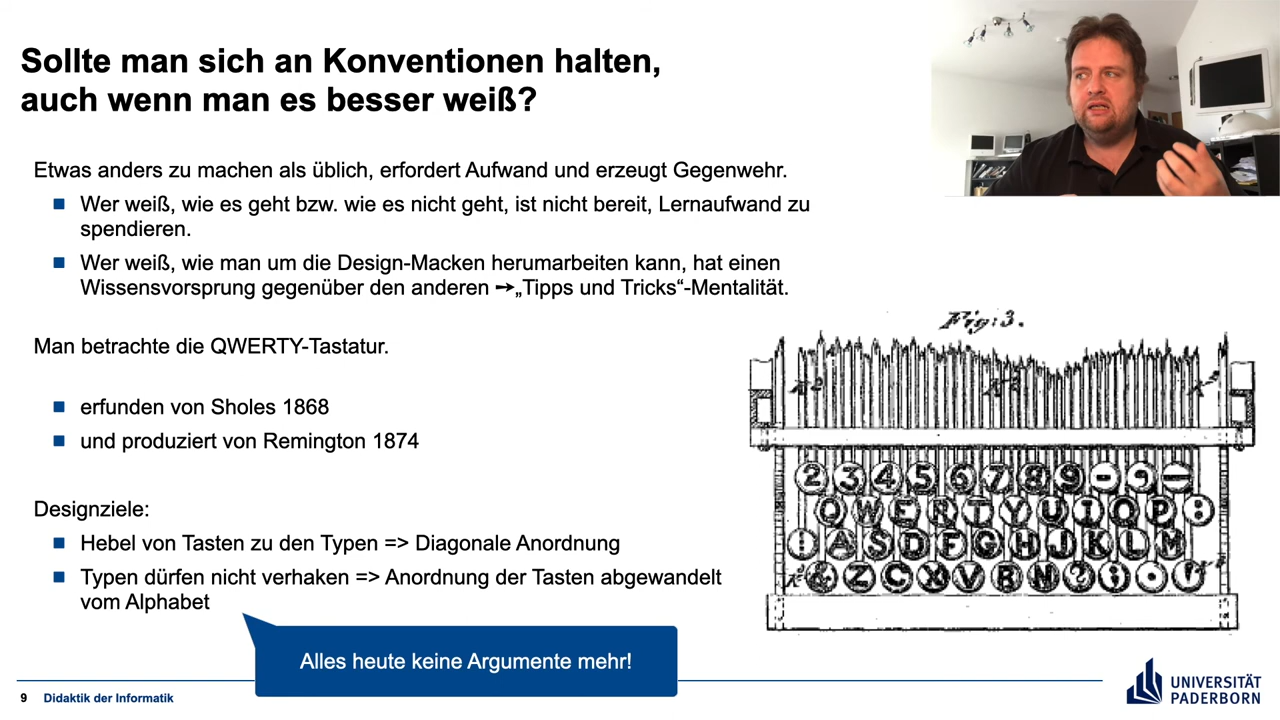 Sollte man sich an Konventionen halten,
auch wenn man es besser weiß?
Etwas anders zu machen als üblich, erfordert Aufwand und erzeugt Gegenwehr.
Wer weiß, wie es geht bzw. wie es nicht geht, ist nicht bereit, Lernaufwand zu
spendieren.
Wer weiß, wie man um die Design-Macken herumarbeiten kann, hat einen
Wissensvorsprung gegenüber den anderen ➙„Tipps und Tricks“-Mentalität.
Man betrachte die QWERTY-Tastatur.
erfunden von Sholes 1868
und produziert von Remington 1874
Designziele:
Hebel von Tasten zu den Typen => Diagonale Anordnung
Typen dürfen nicht verhaken => Anordnung der Tasten abgewandelt
vom Alphabet
Alles heute keine Argumente mehr!
Fig: 3.
2 3 4 5 6 7 8 9 - , —
Q W E R T Y U I O P :
| A S D F G H J K L M
& Z C X V B N ? ; . '
9 Didaktik der Informatik
UNIVERSITÄT
PADERBORN